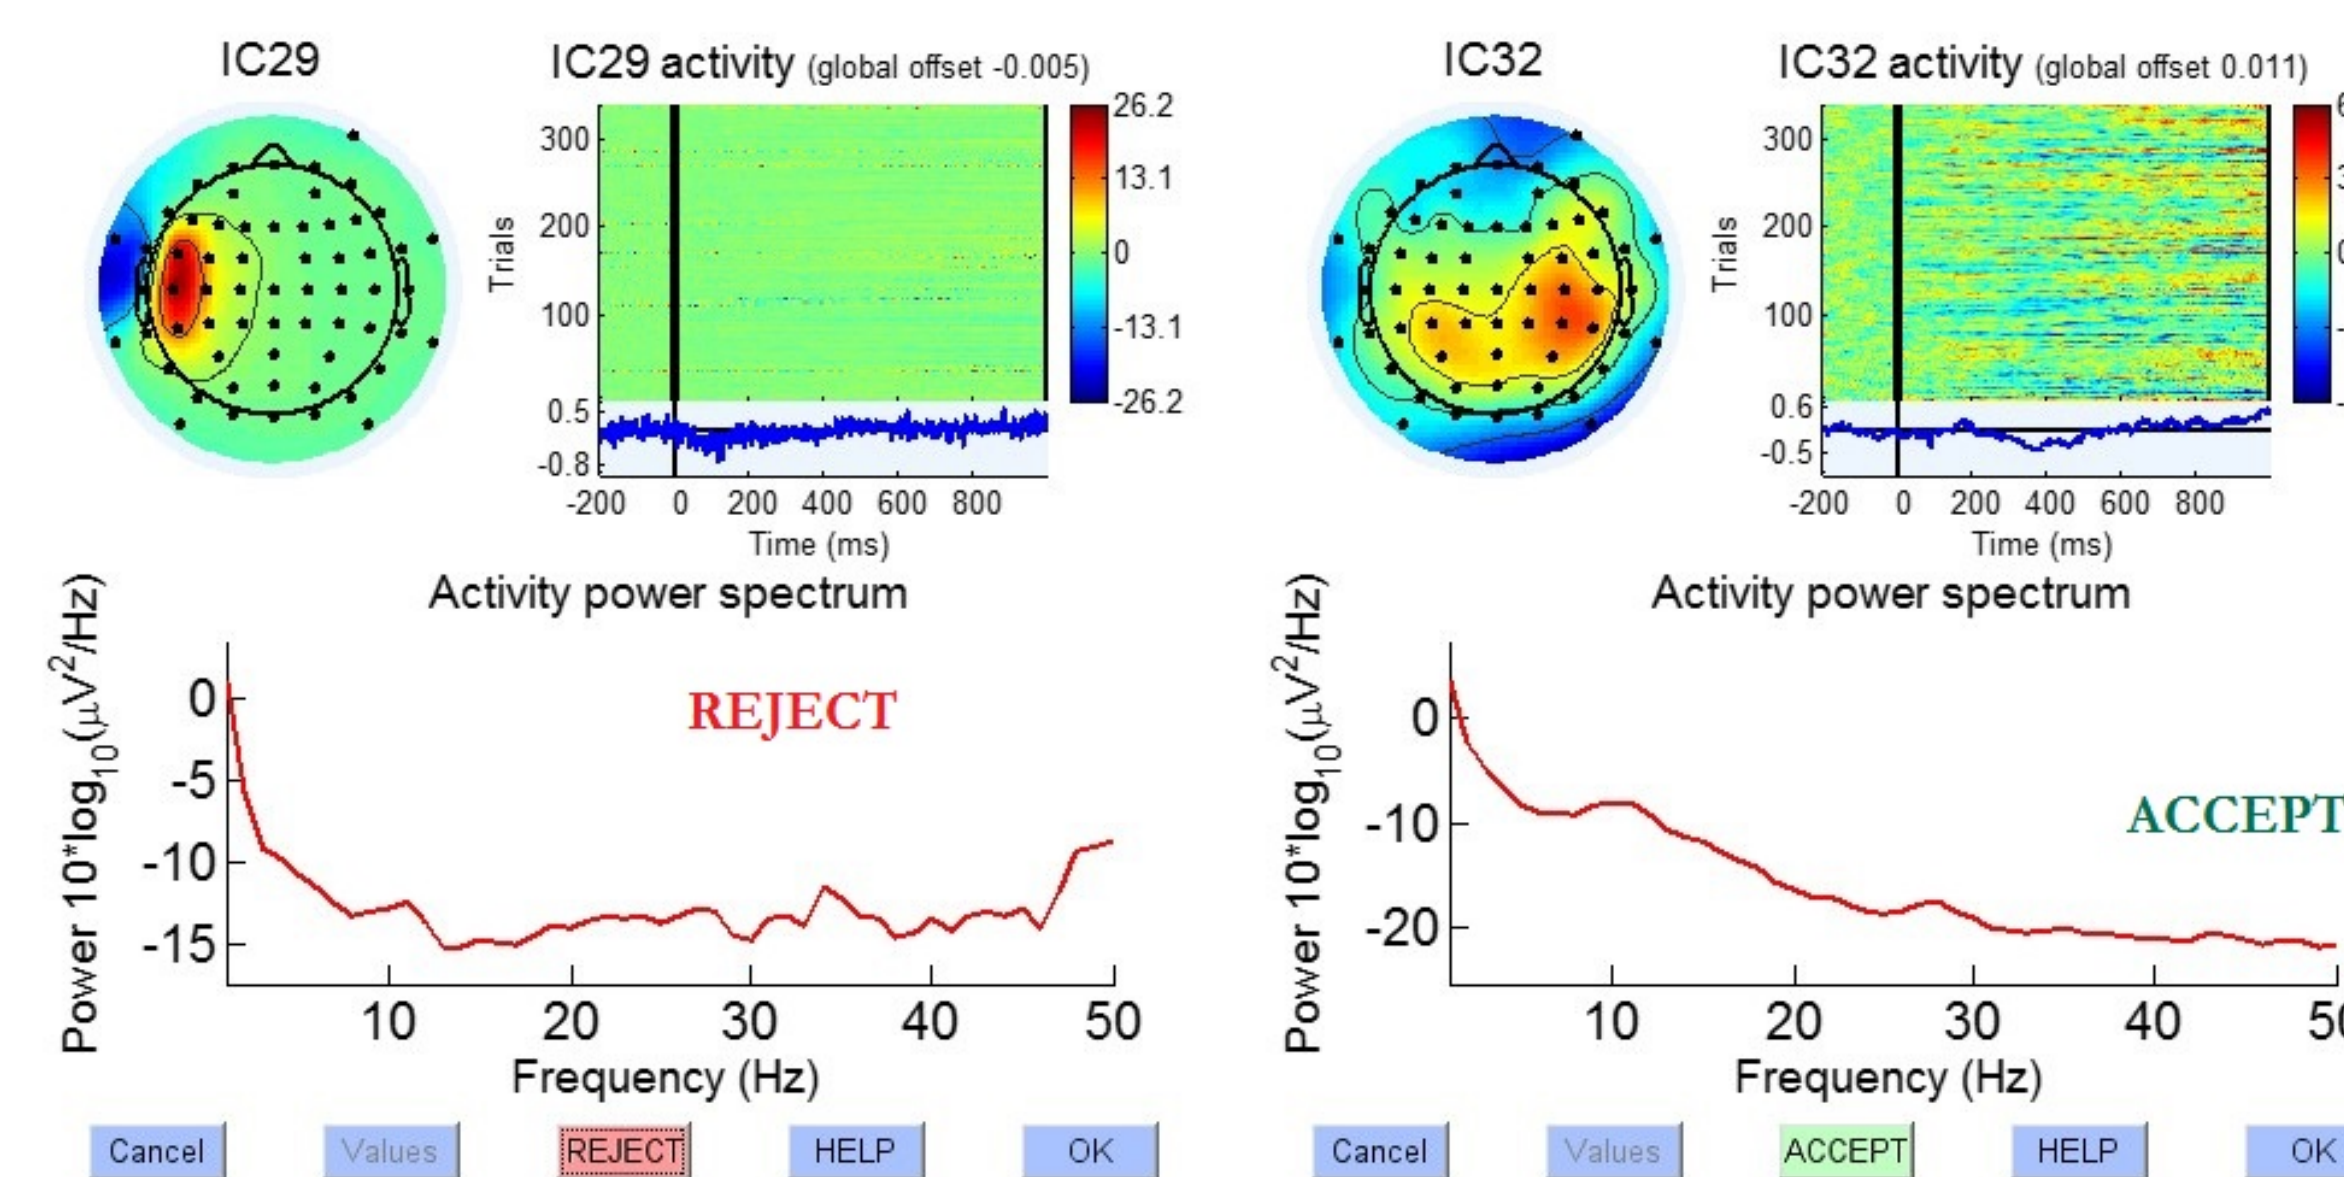 IC29
IC29 activity (global offset -0.005)
Trials
300
200
100
0.5
-0.8
-200 0 200 400 600 800
Time (ms)
26.2
13.1
0
-13.1
-26.2
Activity power spectrum
Power 10*log10(μV2/Hz)
0
-5
-10
-15
REJECT
10 20 30 40 50
Frequency (Hz)
Cancel Values REJECT HELP OK
IC32
IC32 activity (global offset 0.011)
Trials
300
200
100
0.6
-0.5
-200 0 200 400 600 800
Time (ms)
Activity power spectrum
Power 10*log10(μV2/Hz)
0
-10
-20
ACCEPT
10 20 30 40
Frequency (Hz)
Cancel Values ACCEPT HELP OK